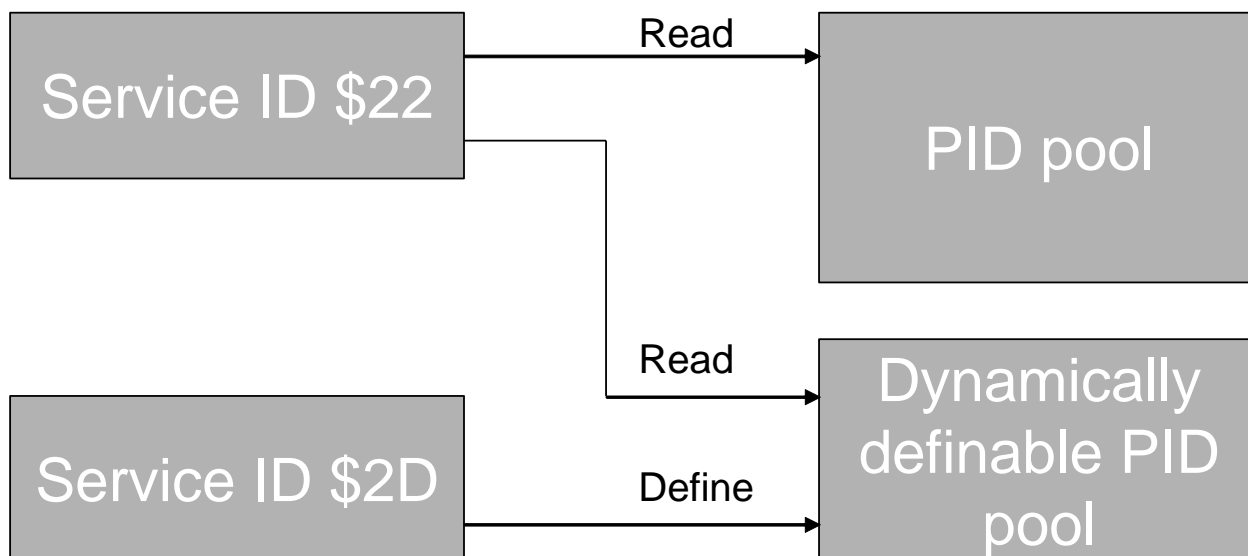 Service ID $22
Read
PID pool
Read
Dynamically
definable PID
pool
Service ID $2D
Define